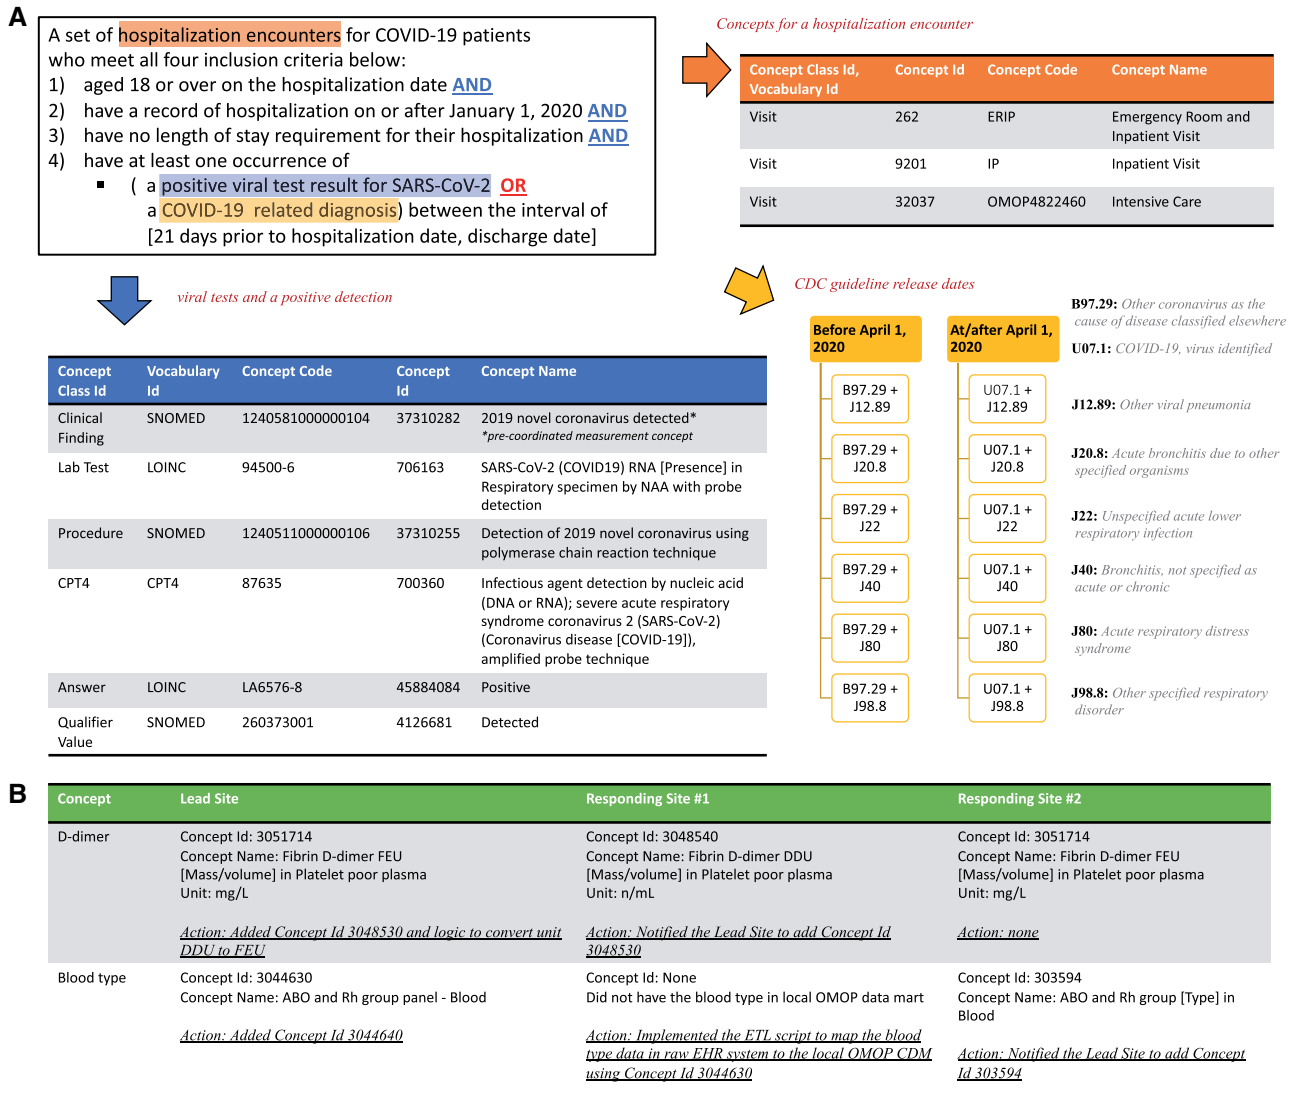 A
A set of hospitalization encounters for COVID-19 patients
who meet all four inclusion criteria below:
1) aged 18 or over on the hospitalization date AND
2) have a record of hospitalization on or after January 1, 2020 AND
3) have no length of stay requirement for their hospitalization AND
4) have at least one occurrence of
▪ ( a positive viral test result for SARS-CoV-2 OR
a COVID-19 related diagnosis) between the interval of
[21 days prior to hospitalization date, discharge date]
Concepts for a hospitalization encounter
Concept Class Id, Concept Id Concept Code Concept Name
Vocabulary Id
Visit 262 ERIP Emergency Room and
Inpatient Visit
Visit 9201 IP Inpatient Visit
Visit 32037 OMOP4822460 Intensive Care
viral tests and a positive detection
Concept Vocabulary Concept Code Concept Concept Name
Class Id Id Id
Clinical SNOMED 1240581000000104 37310282 2019 novel coronavirus detected*
Finding *pre-coordinated measurement concept
Lab Test LOINC 94500-6 706163 SARS-CoV-2 (COVID19) RNA [Presence] in
Respiratory specimen by NAA with probe
detection
Procedure SNOMED 1240511000000106 37310255 Detection of 2019 novel coronavirus using
polymerase chain reaction technique
CPT4 CPT4 87635 700360 Infectious agent detection by nucleic acid
(DNA or RNA); severe acute respiratory
syndrome coronavirus 2 (SARS-CoV-2)
(Coronavirus disease [COVID-19]),
amplified probe technique
Answer LOINC LA6576-8 45884084 Positive
Qualifier SNOMED 260373001 4126681 Detected
Value
CDC guideline release dates
Before April 1,
2020
B97.29 +
J12.89
B97.29 +
J20.8
B97.29 +
J22
B97.29 +
J40
B97.29 +
J80
B97.29 +
J98.8
At/after April 1,
2020
U07.1 +
J12.89
U07.1 +
J20.8
U07.1 +
J22
U07.1 +
J40
U07.1 +
J80
U07.1 +
J98.8
B97.29: Other coronavirus as the
cause of disease classified elsewhere
U07.1: COVID-19, virus identified
J12.89: Other viral pneumonia
J20.8: Acute bronchitis due to other
specified organisms
J22: Unspecified acute lower
respiratory infection
J40: Bronchitis, not specified as
acute or chronic
J80: Acute respiratory distress
syndrome
J98.8: Other specified respiratory
disorder
B
Concept Lead Site Responding Site #1 Responding Site #2
D-dimer
Concept Id: 3051714
Concept Name: Fibrin D-dimer FEU
[Mass/volume] in Platelet poor plasma
Unit: mg/L
Action: Added Concept Id 3048530 and logic to convert unit
DDU to FEU
Concept Id: 3048540
Concept Name: Fibrin D-dimer DDU
[Mass/volume] in Platelet poor plasma
Unit: n/mL
Action: Notified the Lead Site to add Concept Id
3048530
Concept Id: 3051714
Concept Name: Fibrin D-dimer FEU
[Mass/volume] in Platelet poor plasma
Unit: mg/L
Action: none
Blood type
Concept Id: 3044630
Concept Name: ABO and Rh group panel - Blood
Action: Added Concept Id 3044640
Concept Id: None
Did not have the blood type in local OMOP data mart
Action: Implemented the ETL script to map the blood
type data in raw EHR system to the local OMOP CDM
using Concept Id 3044630
Concept Id: 303594
Concept Name: ABO and Rh group [Type] in
Blood
Action: Notified the Lead Site to add Concept
Id 303594